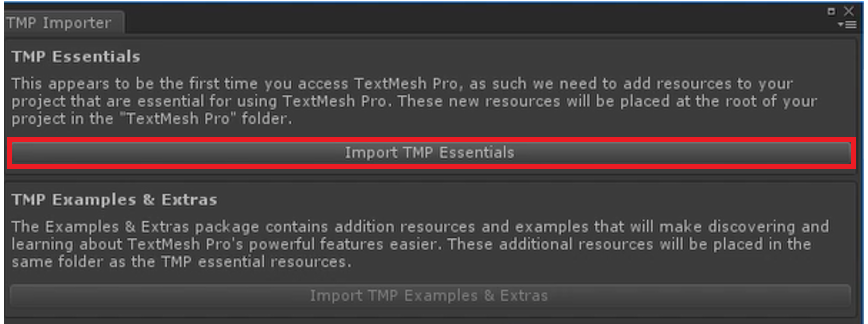 TMP Importer
TMP Essentials
This appears to be the first time you access TextMesh Pro, as such we need to add resources to your
project that are essential for using TextMesh Pro. These new resources will be placed at the root of your
project in the "TextMesh Pro" folder.
Import TMP Essentials
TMP Examples & Extras
The Examples & Extras package contains addition resources and examples that will make discovering and
learning about TextMesh Pro's powerful features easier. These additional resources will be placed in the
same folder as the TMP essential resources.
Import TMP Examples & Extras